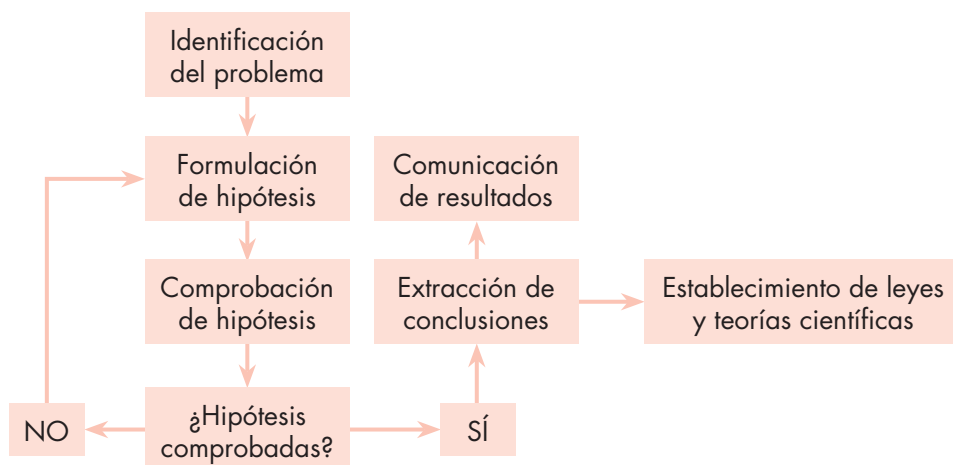 Identificación
del problema
Formulación
de hipótesis
Comunicación
de resultados
Comprobación
de hipótesis
Extracción de
conclusiones
Establecimiento de leyes
y teorías científicas
NO
¿Hipótesis
comprobadas?
SÍ